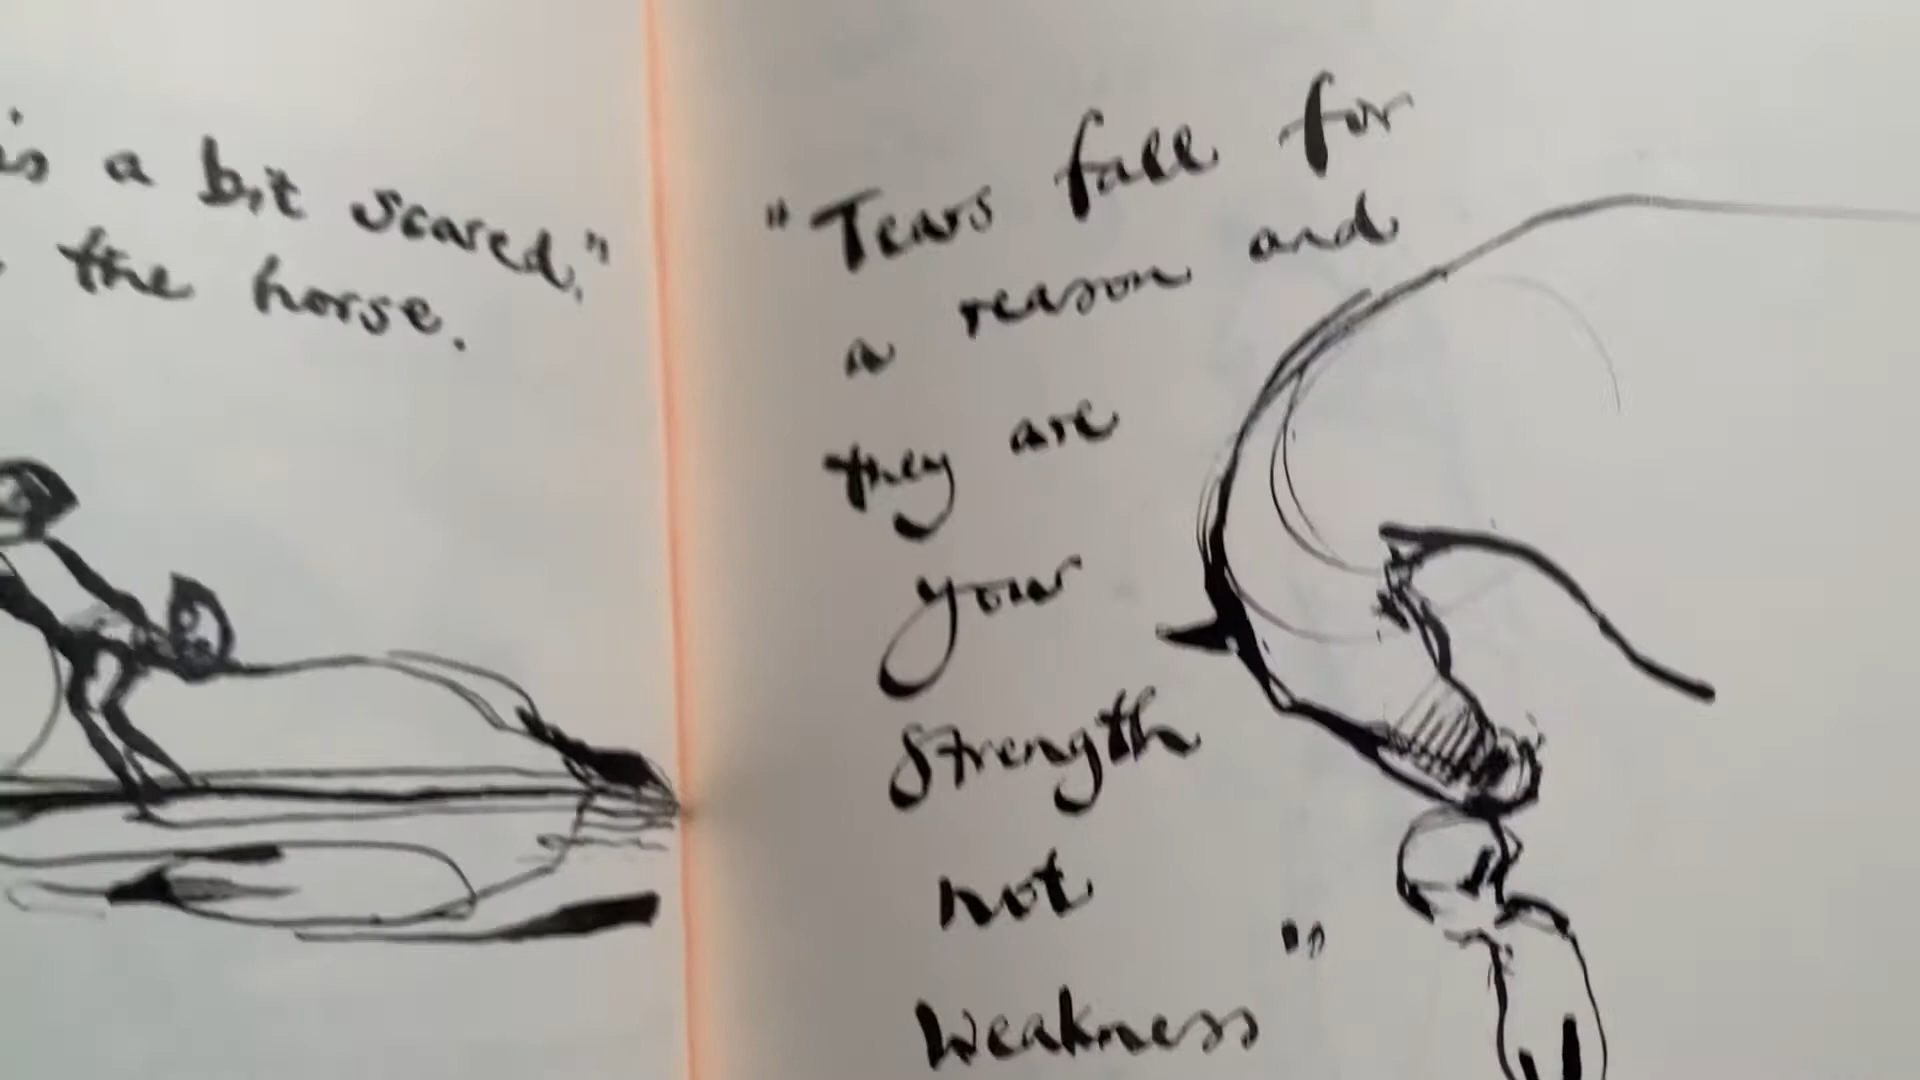 is a bit scared,"
the horse.
"Tears fall for
a reason and
they are
your
strength
not
weakness"